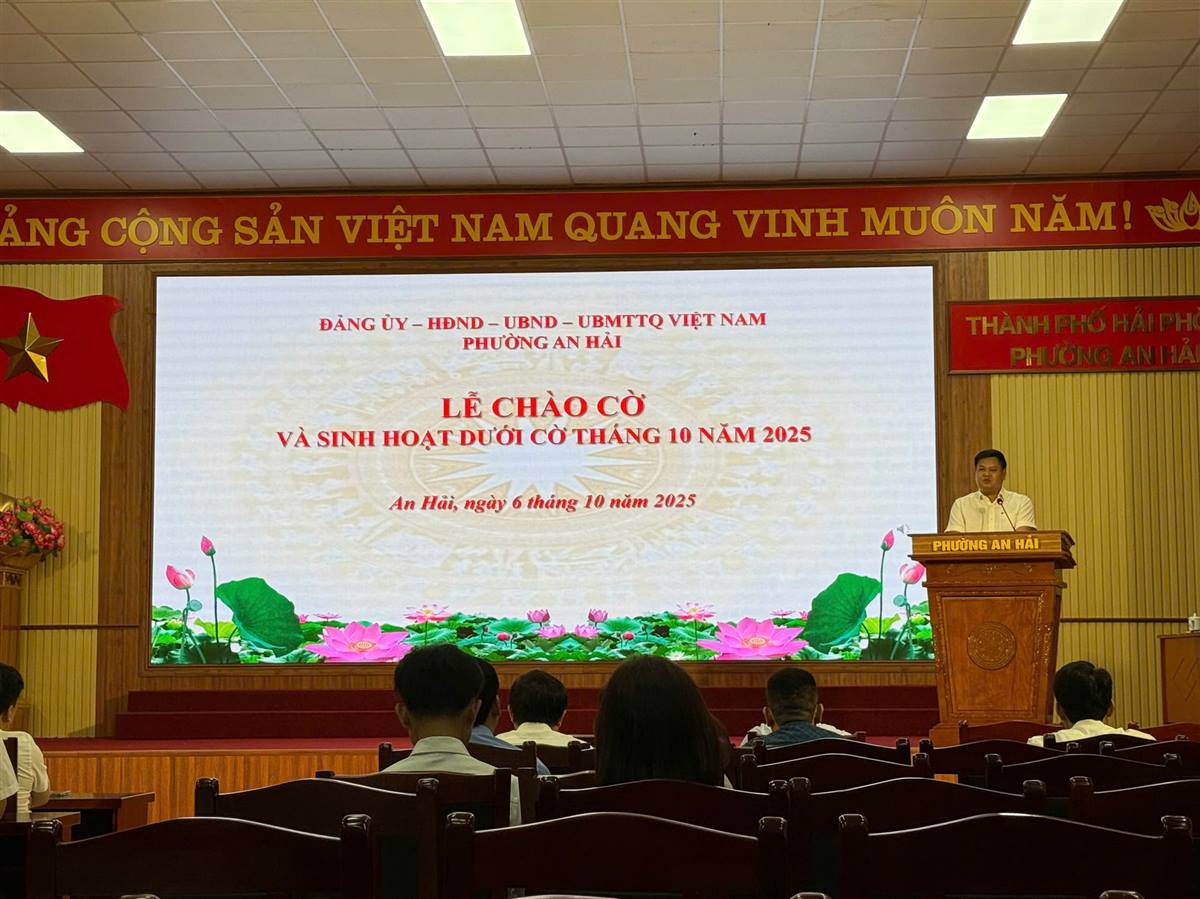 ẢNG CỘNG SẢN VIỆT NAM QUANG VINH MUÔN NĂM!
ĐẢNG ỦY – HĐND – UBND – UBMTTQ VIỆT NAM
PHƯỜNG AN HẢI
LỄ CHÀO CỜ
VÀ SINH HOẠT DƯỚI CỜ THÁNG 10 NĂM 2025
An Hải, ngày 6 tháng 10 năm 2025
THÀNH PHỐ HẢI PH
PHƯỜNG AN HẢI
PHƯỜNG AN HẢI